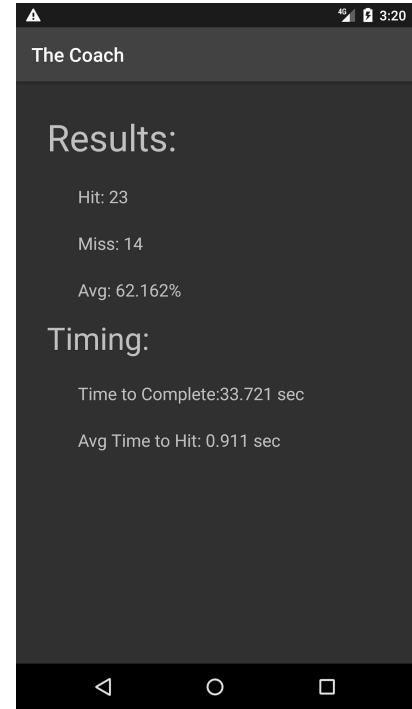 4G 3:20
The Coach
Results:
Hit: 23
Miss: 14
Avg: 62.162%
Timing:
Time to Complete:33.721 sec
Avg Time to Hit: 0.911 sec